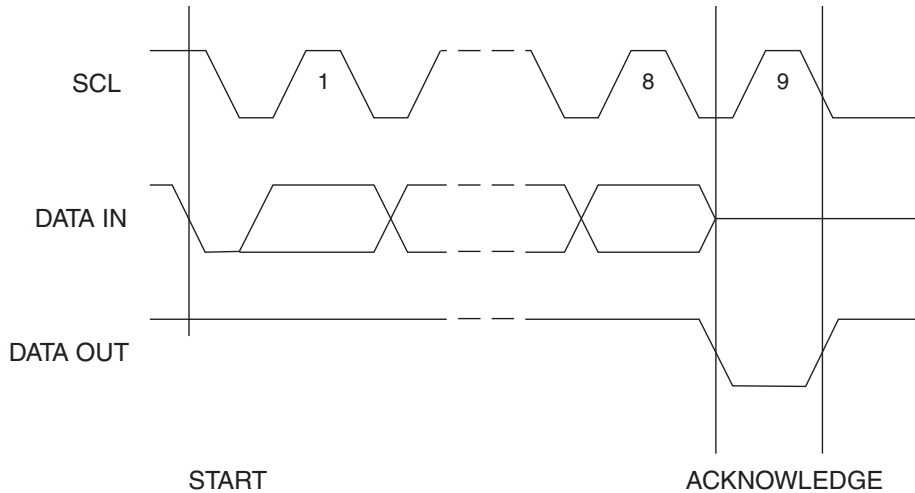 SCL
1
8
9
DATA IN
DATA OUT
START
ACKNOWLEDGE